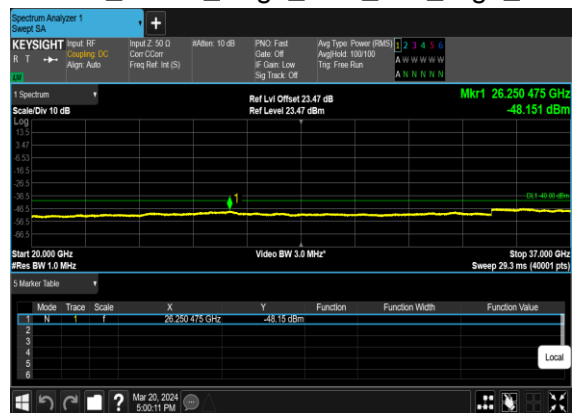 Spectrum Analyzer 1
Swept SA
+
KEYSIGHT Input: RF Input Z: 50 Ω #Atten: 10 dB PNO: Fast Avg Type: Power (RMS) 1 2 3 4 5 6
R T Coupling: DC Corr CCorr Gate: Off Avg|Hold: 100/100 A W W W W W
Align: Auto Freq Ref: Int (S) IF Gain: Low Trig: Free Run
Sig Track: Off A N N N N N
1 Spectrum Ref Lvl Offset 23.47 dB Mkr1 26.250 475 GHz
Scale/Div 10 dB Ref Level 23.47 dBm -48.151 dBm
Log
13.5
3.47
-6.53
-16.5
-26.5
-36.5 1 DL1 -40.00 dBm
-46.5
-56.5
-66.5
Start 20.000 GHz Video BW 3.0 MHz* Stop 37.000 GHz
#Res BW 1.0 MHz Sweep 29.3 ms (40001 pts)
5 Marker Table
Mode Trace Scale X Y Function Function Width Function Value
1 N 1 f 26.250 475 GHz -48.15 dBm
2
3
4
5
6
Local
? Mar 20, 2024
5:00:11 PM